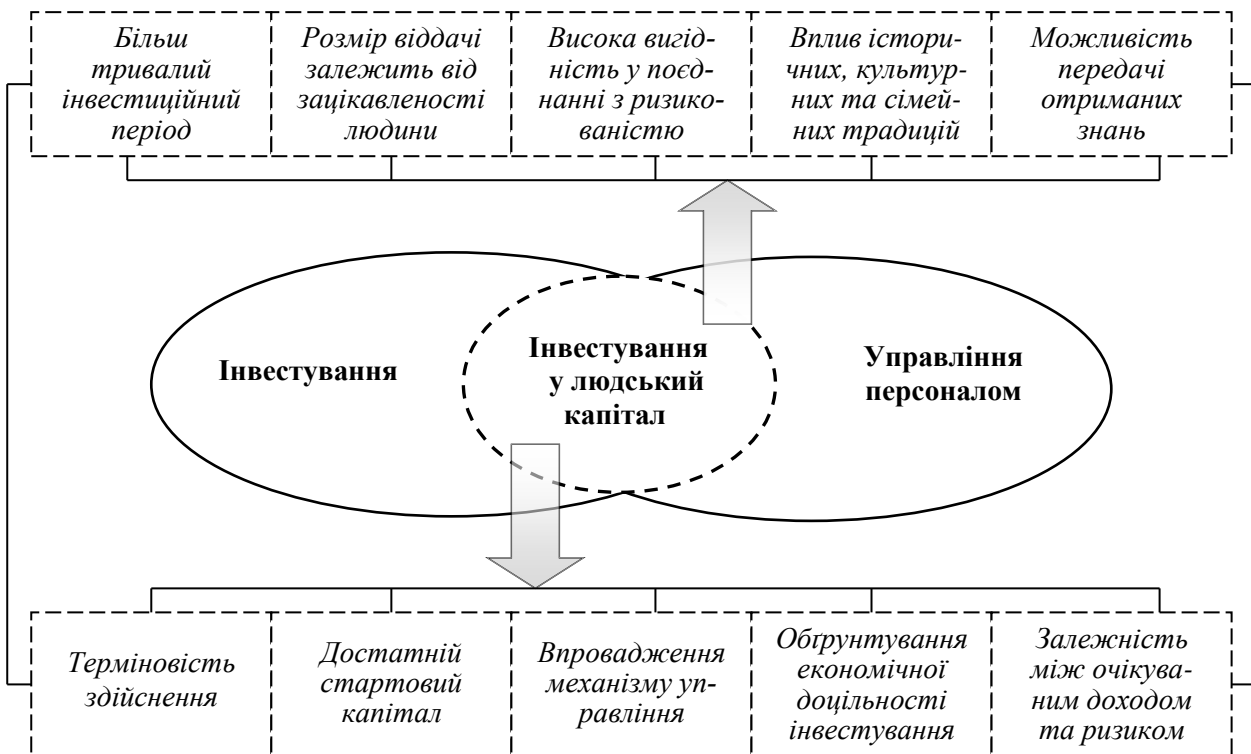 Більш
тривалий
інвестиційний
період
Розмір віддачі
залежить від
зацікавленості
людини
Висока вигід-
ність у поєд-
нанні з ризико-
ваністю
Вплив істори-
чних, культур-
них та сімей-
них традицій
Можливість
передачі
отриманих
знань
Інвестування
Інвестування
у людський
капітал
Управління
персоналом
Терміновість
здійснення
Достатній
стартовий
капітал
Впровадження
механізму уп-
равління
Обґрунтування
економічної
доцільності
інвестування
Залежність
між очікува-
ним доходом
та ризиком